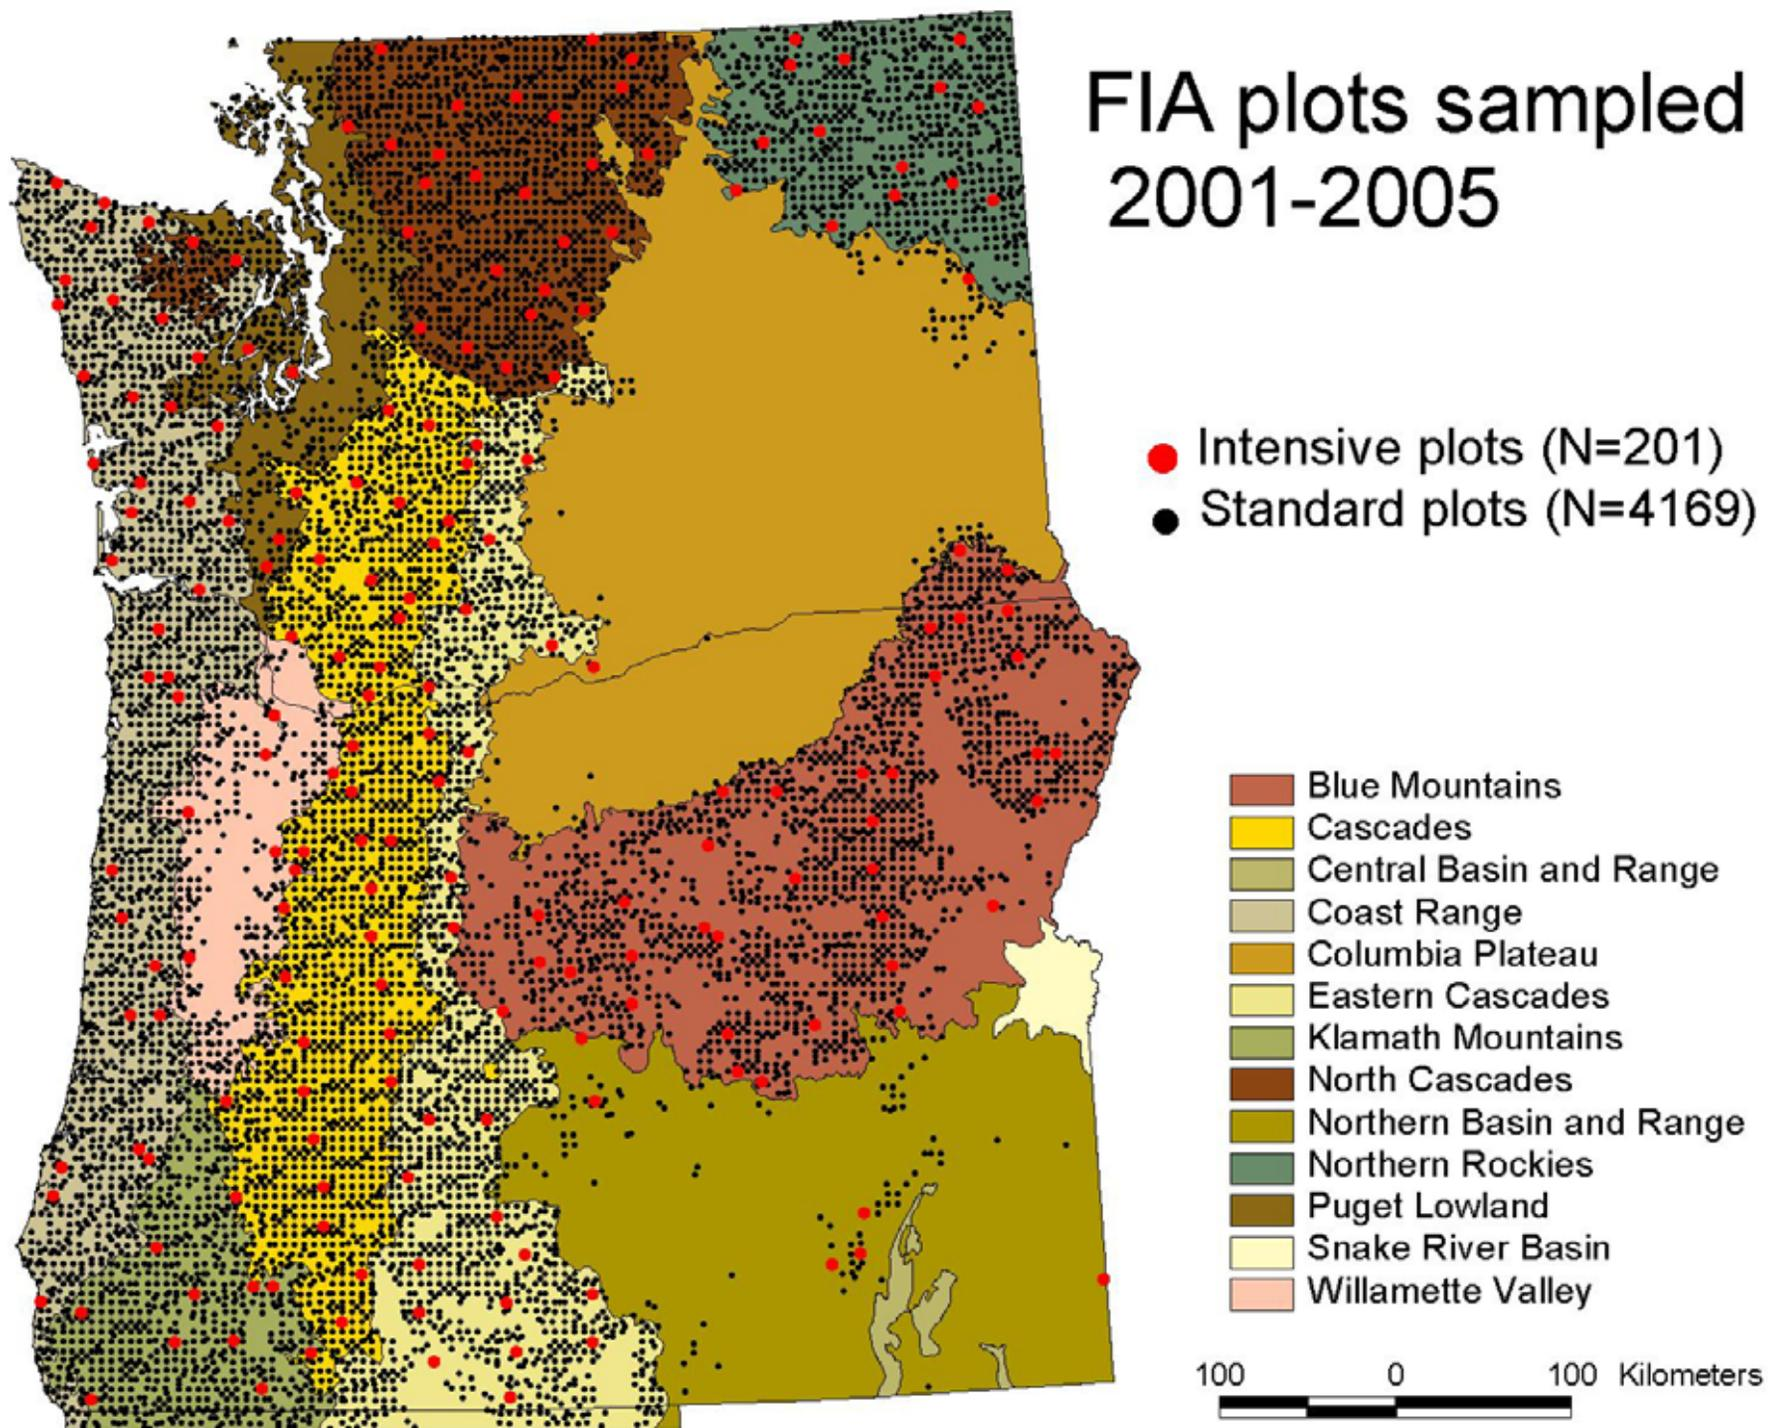 FIA plots sampled
2001-2005
Intensive plots (N=201)
Standard plots (N=4169)
Blue Mountains
Cascades
Central Basin and Range
Coast Range
Columbia Plateau
Eastern Cascades
Klamath Mountains
North Cascades
Northern Basin and Range
Northern Rockies
Puget Lowland
Snake River Basin
Willamette Valley
100 0 100 Kilometers